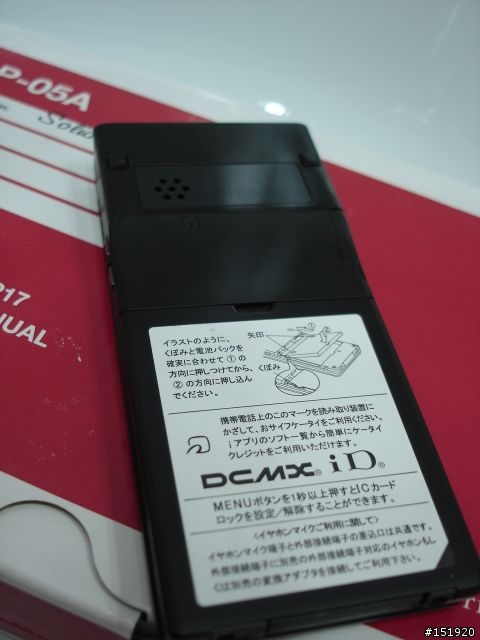 P-05A
Solu
217
UAL
イラストのように、
くぼみと電池パックを
確実に合わせて①の
方向に押しつけてから、
②の方向に押し込ん
でください。
矢印
くぼみ
携帯電話上のこのマークを読み取り装置に
かざして、おサイフケータイをご利用ください。
iアプリのソフト一覧から簡単にケータイ
クレジットをご利用いただけます。
DCMX® iD®
MENUボタンを1秒以上押すとICカード
ロックを設定/解除することができます。
<イヤホンマイクご利用に関して>
イヤホンマイク端子と外部接続端子の差込口は共通です。
イヤホンマイク端子に別売の外部接続端子対応のイヤホンもし
くは別売の変換アダプタを接続してご利用下さい。
#151920